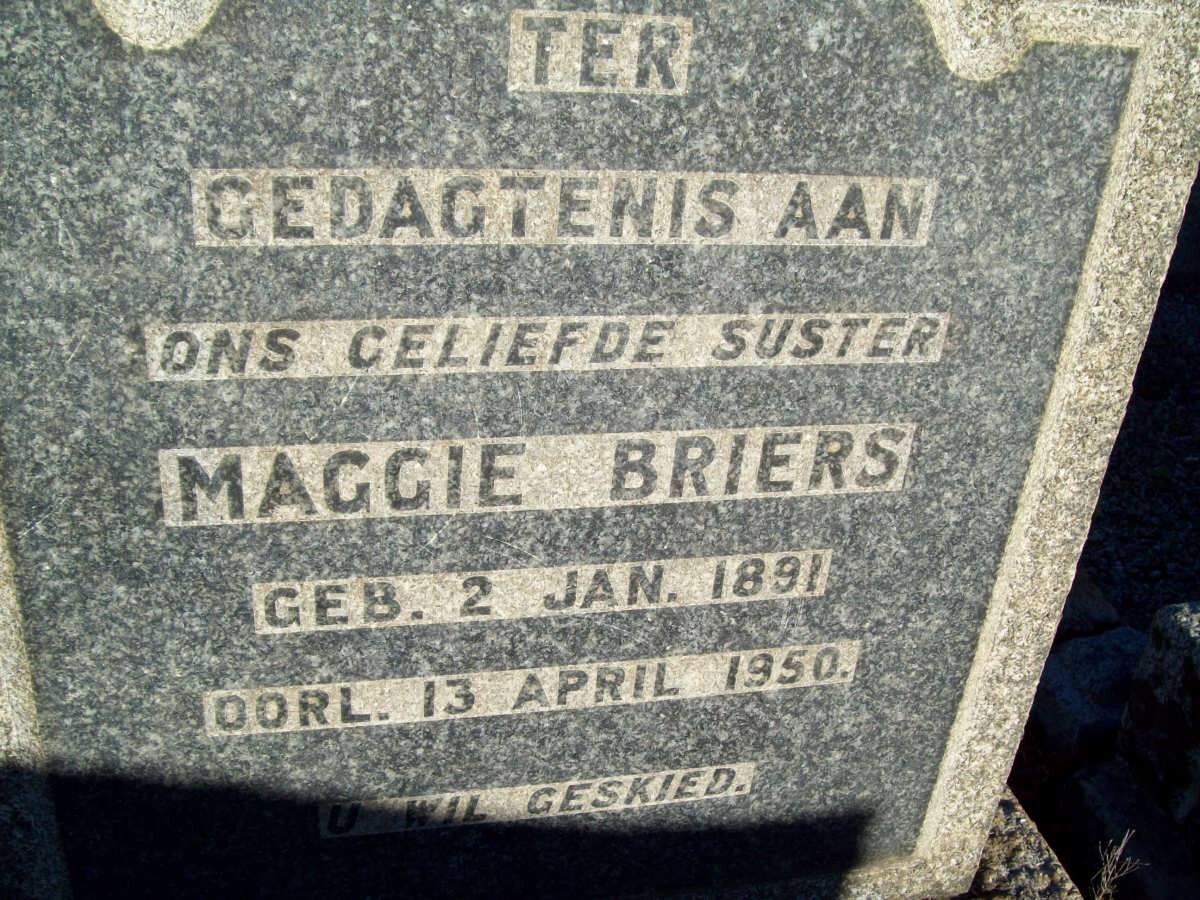 TER
GEDAGTENIS AAN
ONS GELIEFDE SUSTER
MAGGIE BRIERS
GEB. 2 JAN. 1891
OORL. 13 APRIL 1950.
U WIL GESKIED.